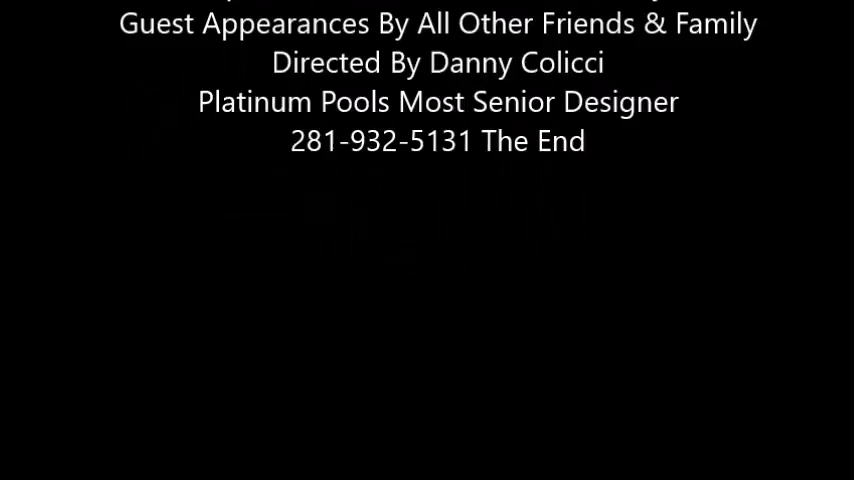 Guest Appearances By All Other Friends & Family
Directed By Danny Colicci
Platinum Pools Most Senior Designer
281-932-5131 The End